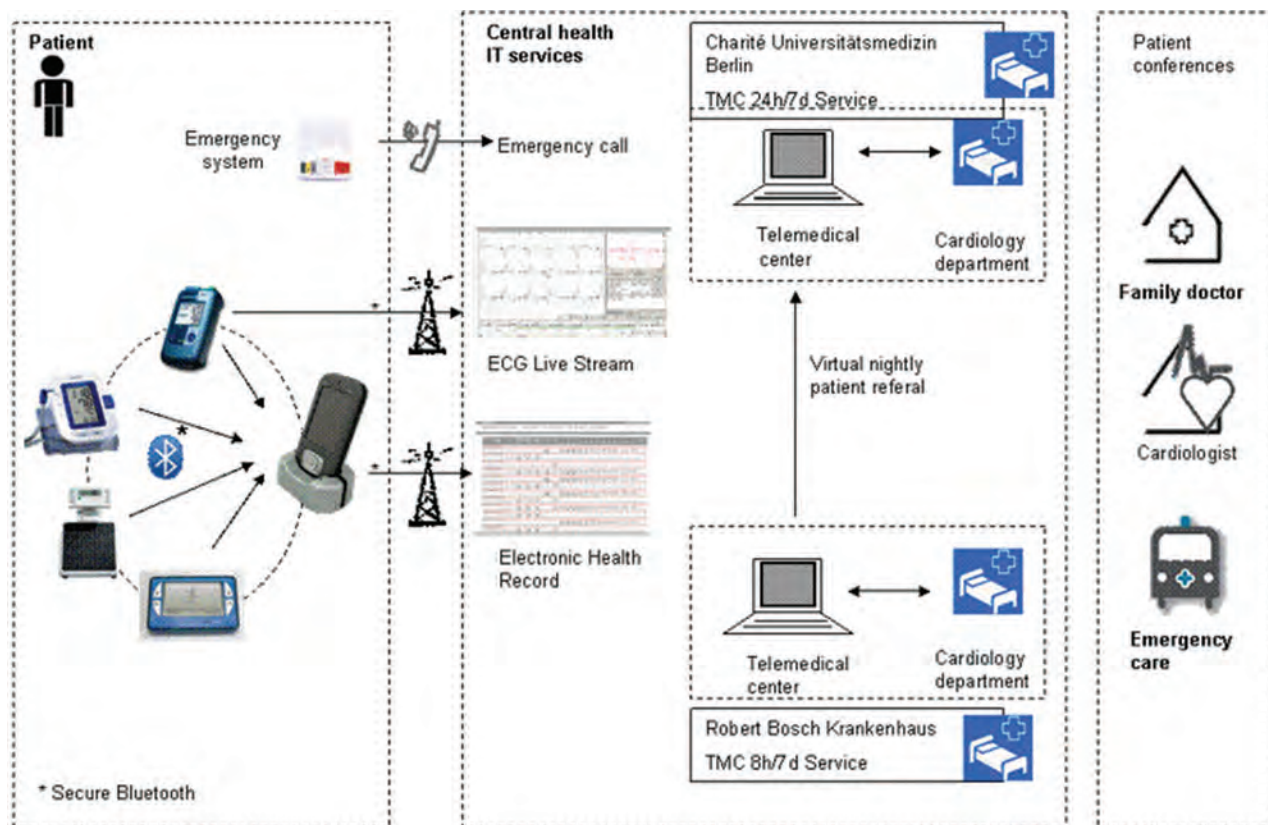 Patient
Emergency
system
* Secure Bluetooth
*
*
*
Central health
IT services
Emergency call
ECG Live Stream
Electronic Health
Record
Charité Universitätsmedizin
Berlin
TMC 24h/7d Service
Telemedical
center
Cardiology
department
Virtual nightly
patient referal
Telemedical
center
Cardiology
department
Robert Bosch Krankenhaus
TMC 8h/7d Service
Patient
conferences
Family doctor
Cardiologist
Emergency
care